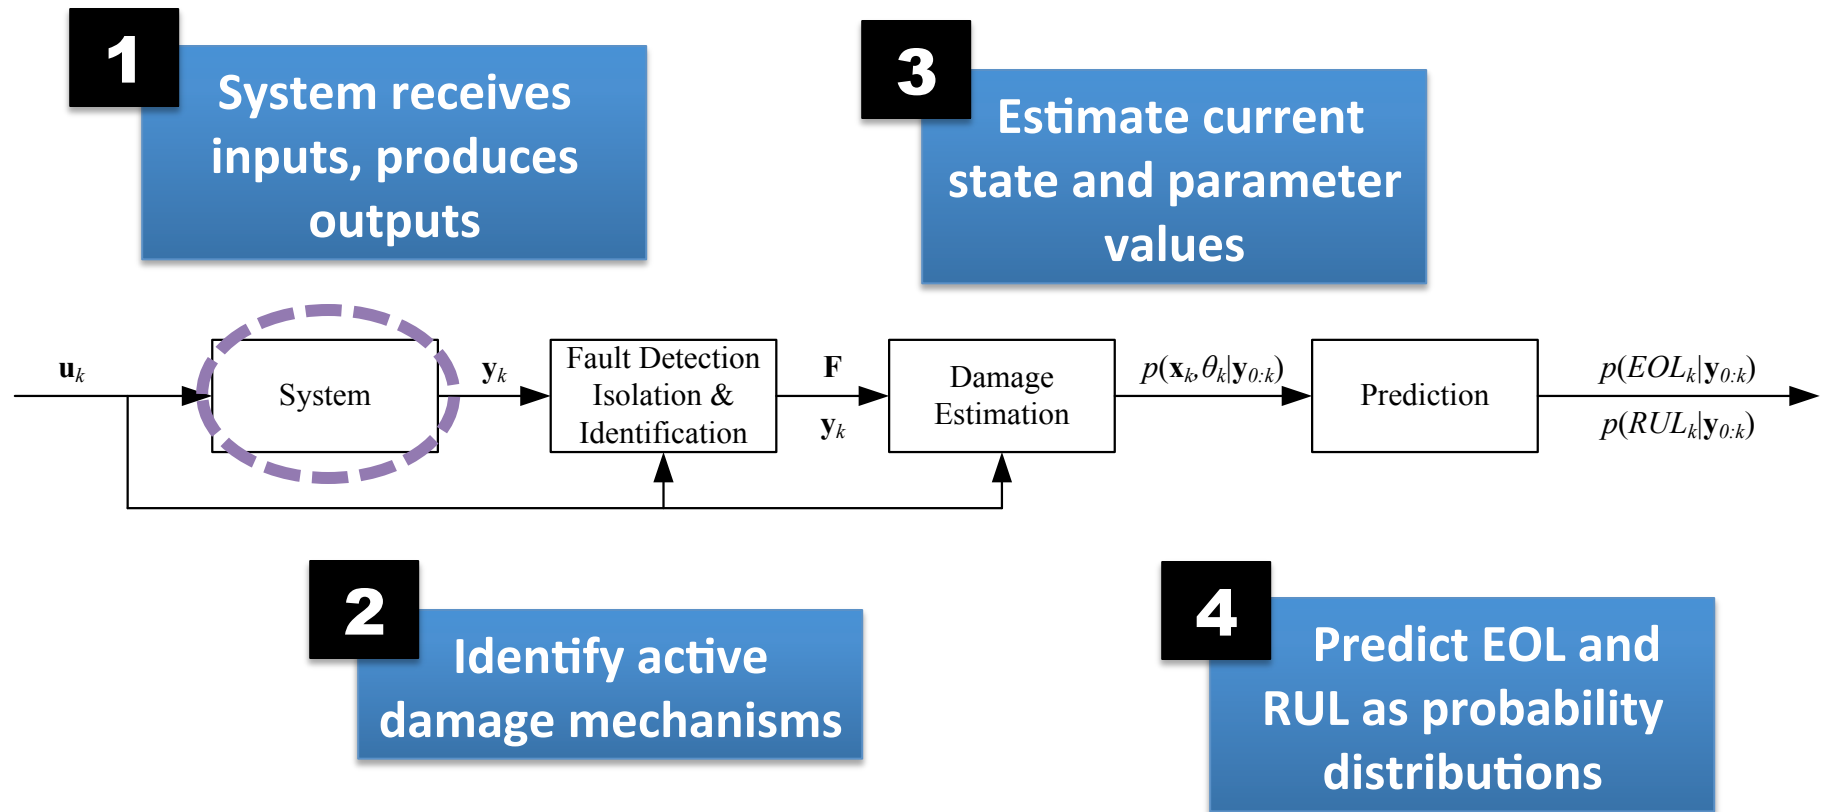 1
System receives
inputs, produces
outputs
3
Estimate current
state and parameter
values
u_k
System
y_k
Fault Detection
Isolation &
Identification
F
y_k
Damage
Estimation
p(x_k,θ_k|y_0:k)
Prediction
p(EOL_k|y_0:k)
p(RUL_k|y_0:k)
2
Identify active
damage mechanisms
4
Predict EOL and
RUL as probability
distributions